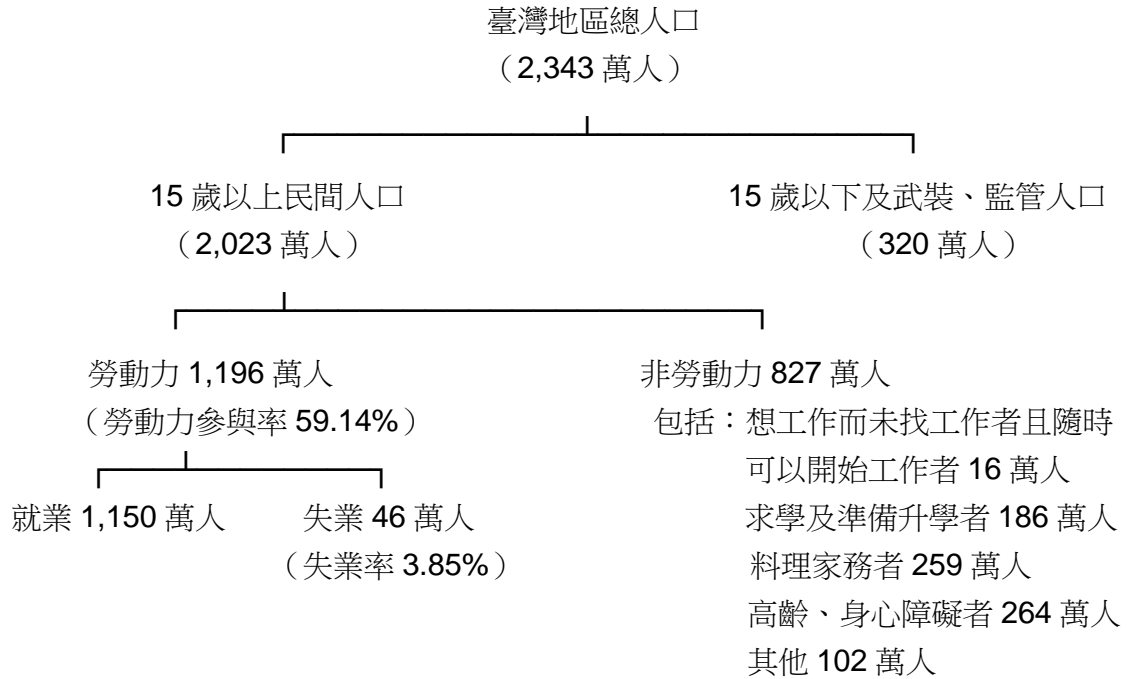 臺灣地區總人口
（2,343 萬人）
15 歲以上民間人口
（2,023 萬人）
15 歲以下及武裝、監管人口
（320 萬人）
勞動力 1,196 萬人
（勞動力參與率 59.14%）
非勞動力 827 萬人
包括：想工作而未找工作者且隨時
可以開始工作者 16 萬人
求學及準備升學者 186 萬人
料理家務者 259 萬人
高齡、身心障礙者 264 萬人
其他 102 萬人
就業 1,150 萬人
失業 46 萬人
（失業率 3.85%）